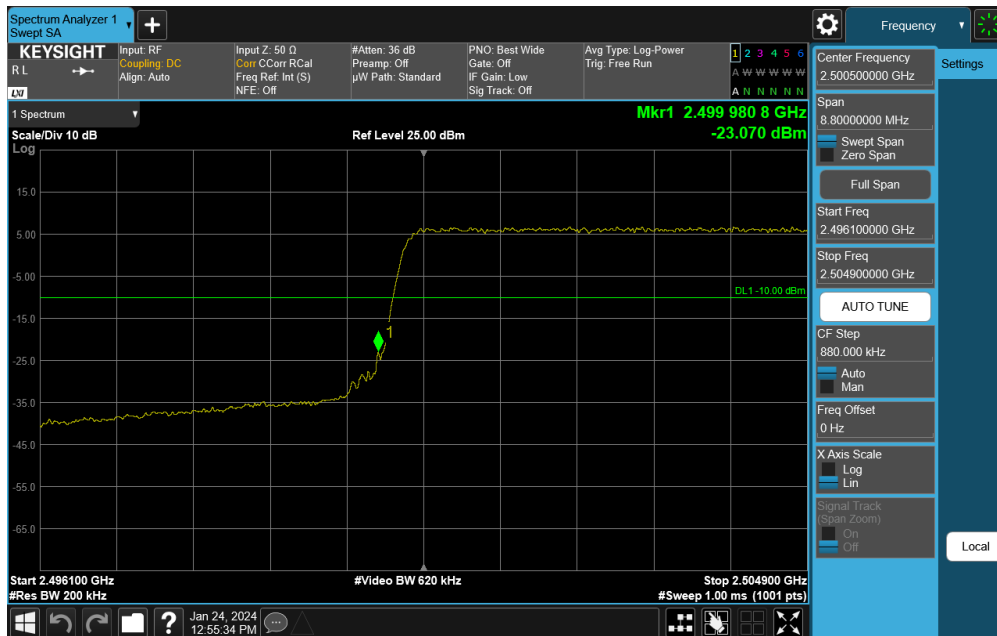 Spectrum Analyzer 1
Swept SA
+
Frequency
KEYSIGHT
R L
LXI
Input: RF
Coupling: DC
Align: Auto
Input Z: 50 Ω
Corr CCorr RCal
Freq Ref: Int (S)
NFE: Off
#Atten: 36 dB
Preamp: Off
µW Path: Standard
PNO: Best Wide
Gate: Off
IF Gain: Low
Sig Track: Off
Avg Type: Log-Power
Trig: Free Run
1 2 3 4 5 6
A W W W W W
A N N N N N
1 Spectrum
Scale/Div 10 dB
Log
Ref Level 25.00 dBm
Mkr1 2.499 980 8 GHz
-23.070 dBm
15.0
5.00
-5.00
-15.0
-25.0
-35.0
-45.0
-55.0
-65.0
DL1 -10.00 dBm
1
Start 2.496100 GHz
#Res BW 200 kHz
#Video BW 620 kHz
Stop 2.504900 GHz
#Sweep 1.00 ms (1001 pts)
Center Frequency
2.500500000 GHz
Settings
Span
8.80000000 MHz
Swept Span
Zero Span
Full Span
Start Freq
2.496100000 GHz
Stop Freq
2.504900000 GHz
AUTO TUNE
CF Step
880.000 kHz
Auto
Man
Freq Offset
0 Hz
X Axis Scale
Log
Lin
Signal Track
(Span Zoom)
On
Off
Local
?
Jan 24, 2024
12:55:34 PM